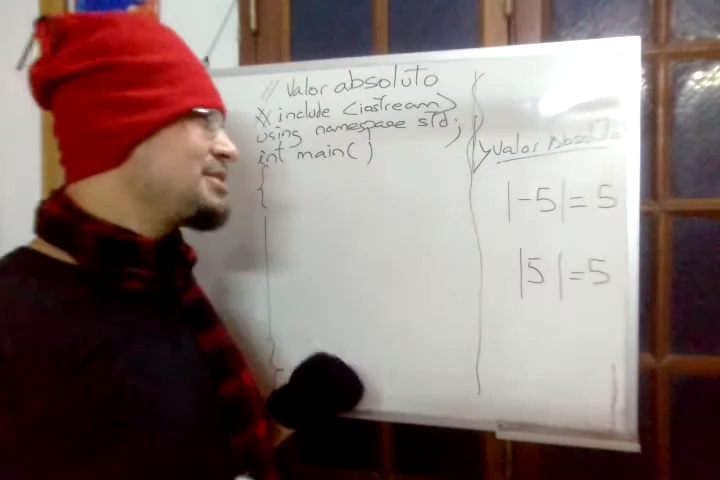 // Valor absoluto
# include <iostream>
using namespace std;
int main()
{
}
Valor Absoluto
|-5|=5
|5|=5